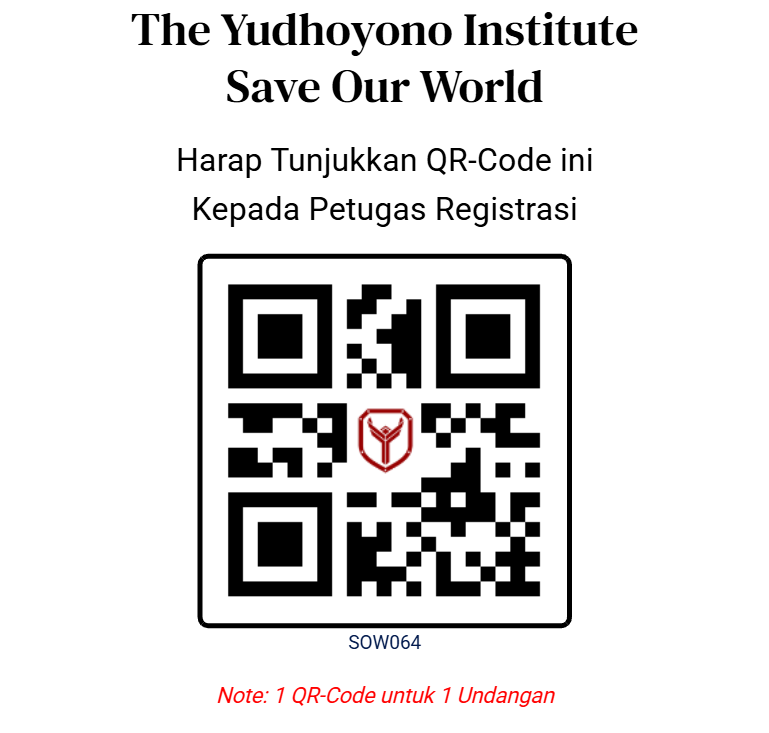 The Yudhoyono Institute
Save Our World
Harap Tunjukkan QR-Code ini
Kepada Petugas Registrasi
SOW064
Note: 1 QR-Code untuk 1 Undangan